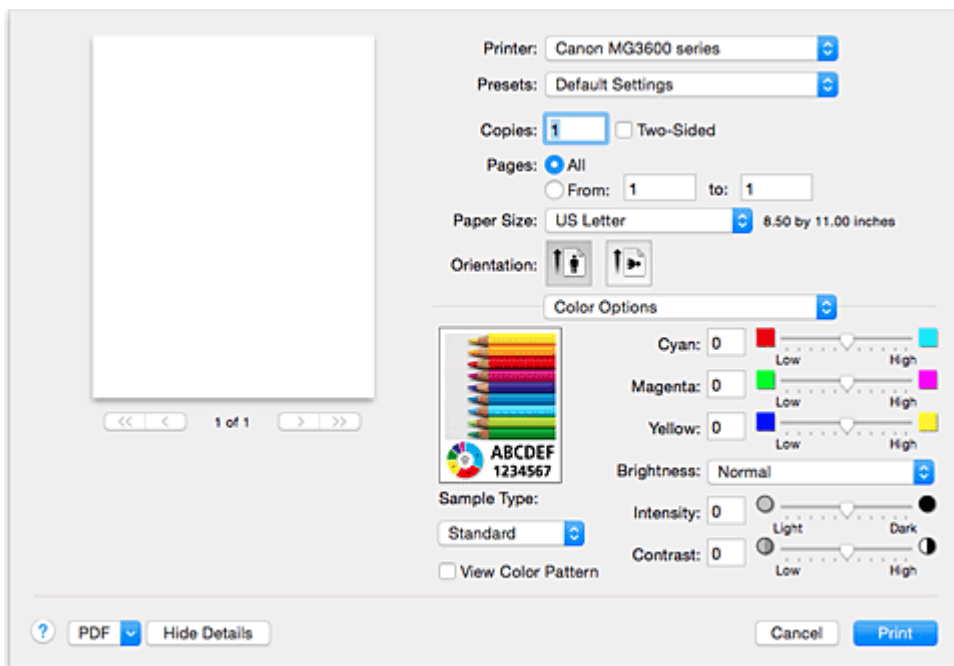 Printer: Canon MG3600 series
Presets: Default Settings
Copies: 1 Two-Sided
Pages: All
From: 1 to: 1
Paper Size: US Letter 8.50 by 11.00 inches
Orientation:
Color Options
Cyan: 0
Low High
Magenta: 0
Low High
Yellow: 0
Low High
ABCDEF
1234567
Brightness: Normal
Sample Type:
Intensity: 0
Light Dark
Standard
Contrast: 0
Low High
View Color Pattern
<< < 1 of 1 > >>
? PDF Hide Details Cancel Print